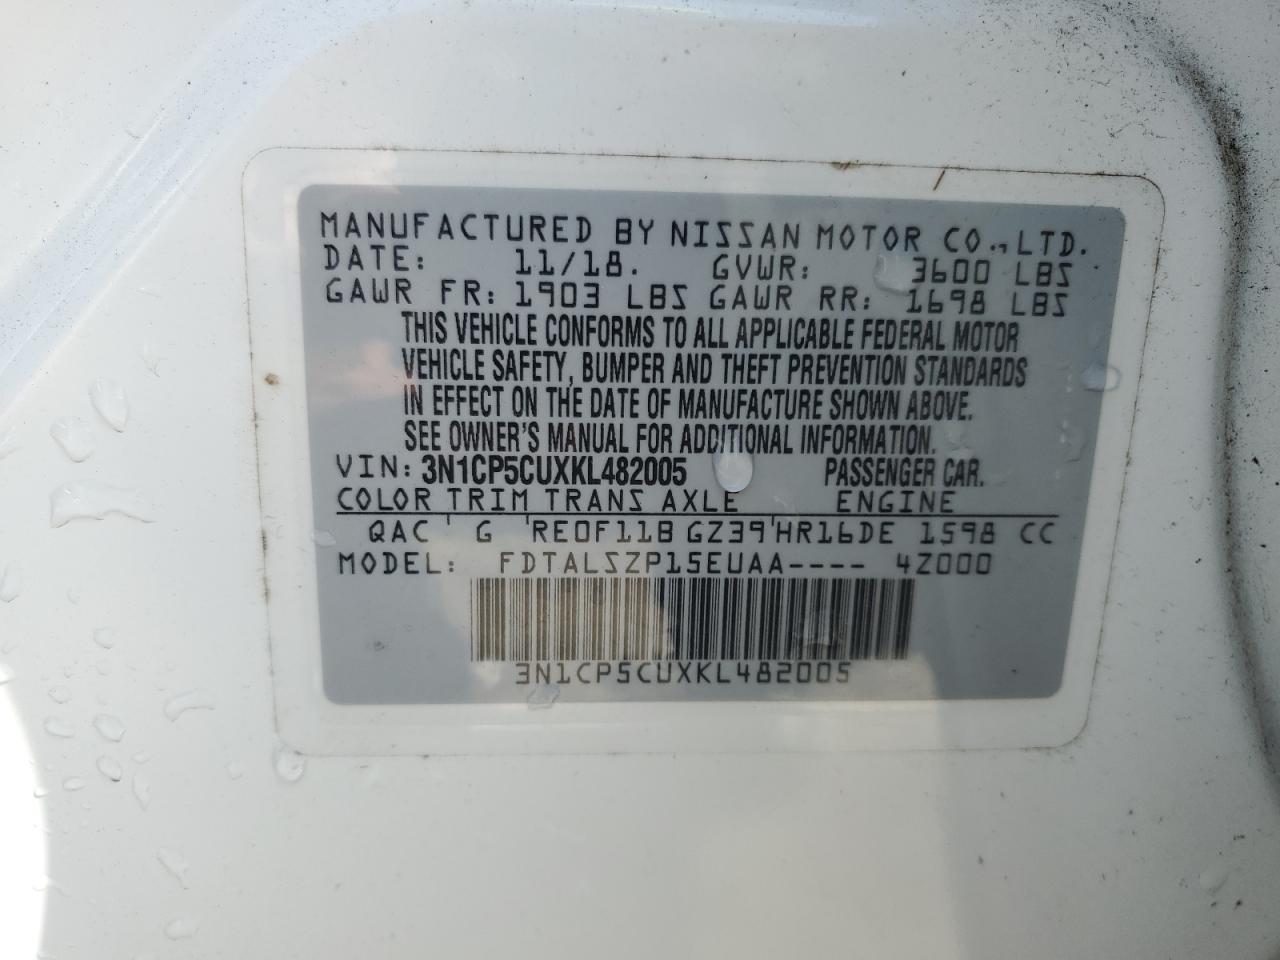 MANUFACTURED BY NISSAN MOTOR CO., LTD.
DATE: 11/18. GVWR: 3600 LBS
GAWR FR: 1903 LBS GAWR RR: 1698 LBS
THIS VEHICLE CONFORMS TO ALL APPLICABLE FEDERAL MOTOR
VEHICLE SAFETY, BUMPER AND THEFT PREVENTION STANDARDS
IN EFFECT ON THE DATE OF MANUFACTURE SHOWN ABOVE.
SEE OWNER'S MANUAL FOR ADDITIONAL INFORMATION.
VIN: 3N1CP5CUXKL482005 PASSENGER CAR.
COLOR TRIM TRANS AXLE ENGINE
QAC ' G 'RE0F11B GZ39'HR16DE 1598 CC
MODEL: FDTALSZP15EUAA---- 4Z000
3N1CP5CUXKL482005